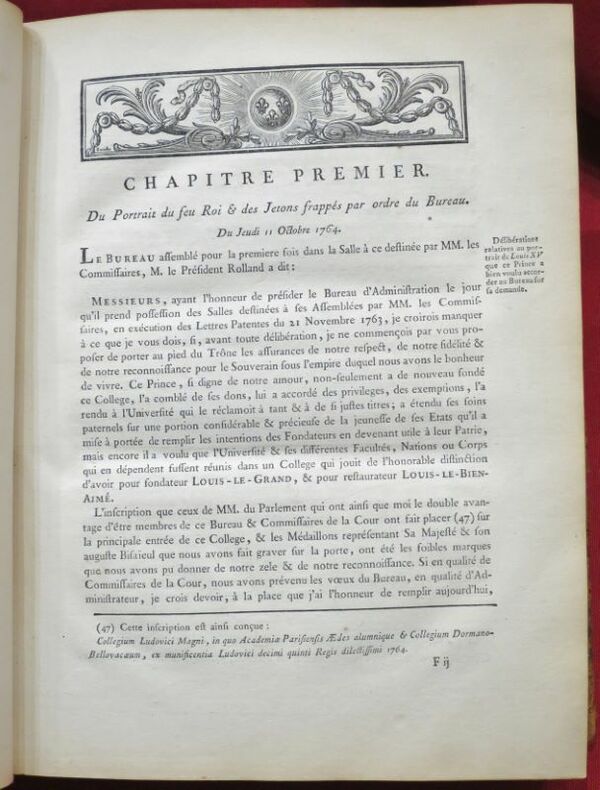 CHAPITRE PREMIER.
Du Portrait du feu Roi & des Jetons frappés par ordre du Bureau.
Du Jeudi 11 Octobre 1764.
LE BUREAU assemblé pour la premiere fois dans la Salle à ce destinée par MM. les
Commissaires, M. le Président Rolland a dit :
Délibérations
relatives au por-
trait de Louis XV
que ce Prince a
bien voulu accor-
der au Bureau sur
sa demande.
MESSIEURS, ayant l'honneur de présider le Bureau d'Administration le jour
qu'il prend possession des Salles destinées à ses Assemblées par MM. les Commis-
saires, en exécution des Lettres Patentes du 21 Novembre 1763, je croirois manquer
à ce que je vous dois, si, avant toute délibération, je ne commençois par vous pro-
poser de porter au pied du Trône les assurances de notre respect, de notre fidélité &
de notre reconnoissance pour le Souverain sous l'empire duquel nous avons le bonheur
de vivre. Ce Prince, si digne de notre amour, non-seulement a de nouveau fondé
ce College, l'a comblé de ses dons, lui a accordé des privileges, des exemptions, l'a
rendu à l'Université qui le réclamoit à tant & à de si justes titres ; a étendu ses soins
paternels sur une portion considérable & précieuse de la jeunesse de ses Etats qu'il a
mise à portée de remplir les intentions des Fondateurs en devenant utile à leur Patrie,
mais encore il a voulu que l'Université & ses différentes Facultés, Nations ou Corps
qui en dépendent fussent réunis dans un College qui jouit de l'honorable distinction
d'avoir pour fondateur LOUIS-LE-GRAND, & pour restaurateur LOUIS-LE-BIEN-
AIMÉ.
L'inscription que ceux de MM. du Parlement qui ont ainsi que moi le double avan-
tage d'être membres de ce Bureau & Commissaires de la Cour ont fait placer (47) sur
la principale entrée de ce College, & les Médaillons représentant Sa Majesté & son
auguste Bisaïeul que nous avons fait graver sur la porte, ont été les foibles marques
que nous avons pu donner de notre zele & de notre reconnoissance. Si en qualité de
Commissaires de la Cour, nous avons prévenu les vœux du Bureau, en qualité d'Ad-
ministrateur, je crois devoir, à la place que j'ai l'honneur de remplir aujourd'hui,
(47) Cette inscription est ainsi conçue :
Collegium Ludovici Magni, in quo Academiæ Parisiensis Ædes alumnique & Collegium Dormano-
Bellovacæum, ex munificentia Ludovici decimi quinti Regis dilectissimi 1764.
F ij